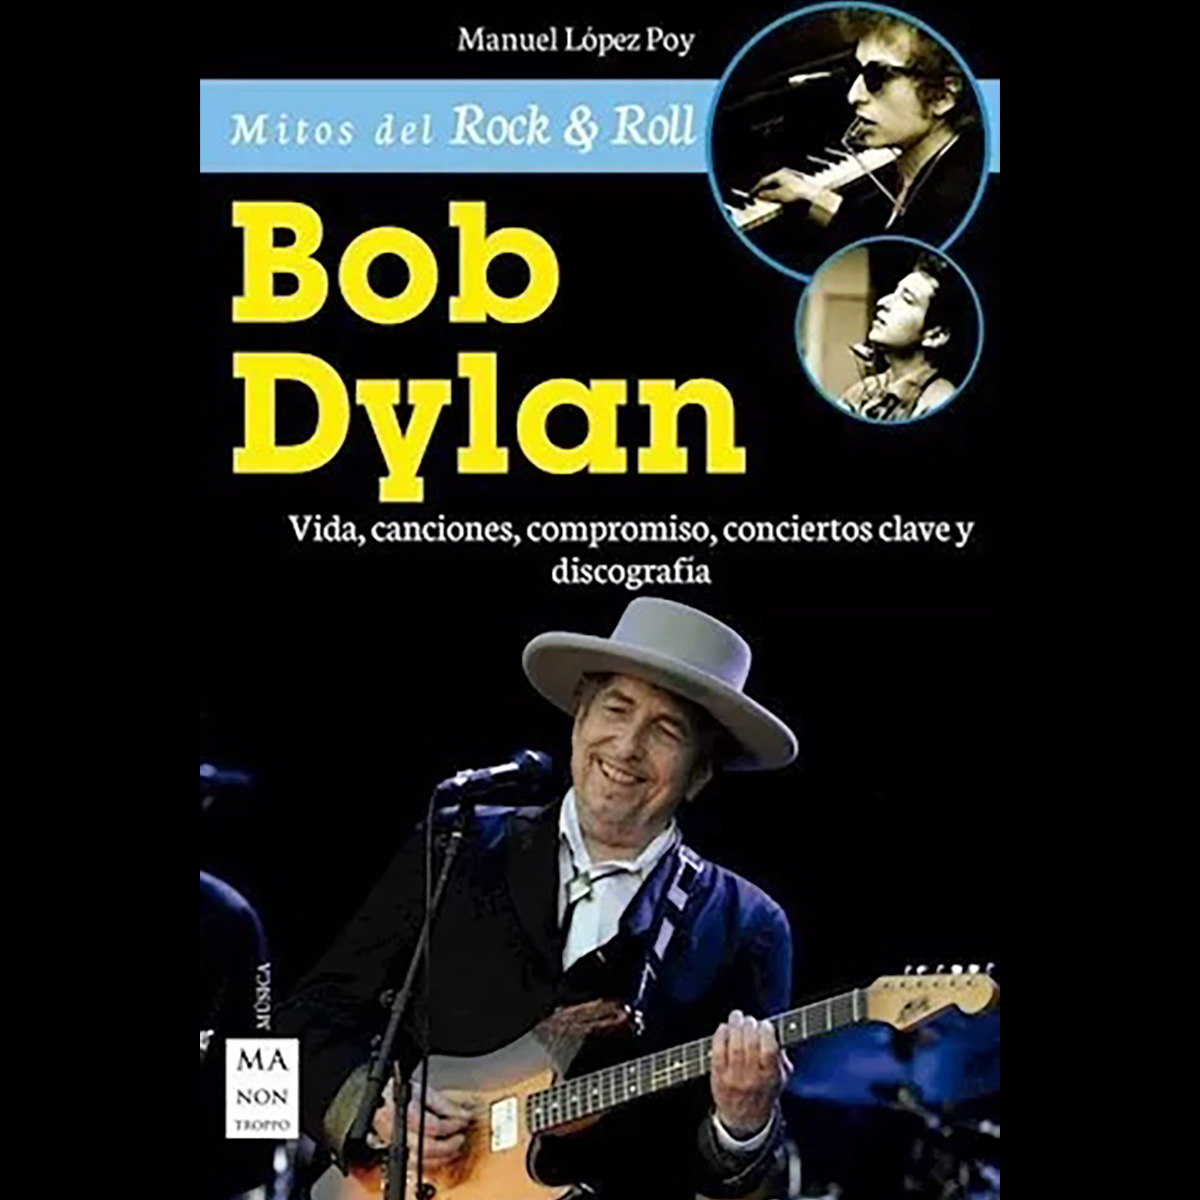 Manuel López Poy
Mitos del Rock & Roll
Bob
Dylan
Vida, canciones, compromiso, conciertos clave y
discografía
MÚSICA
MA
NON
TROPPO